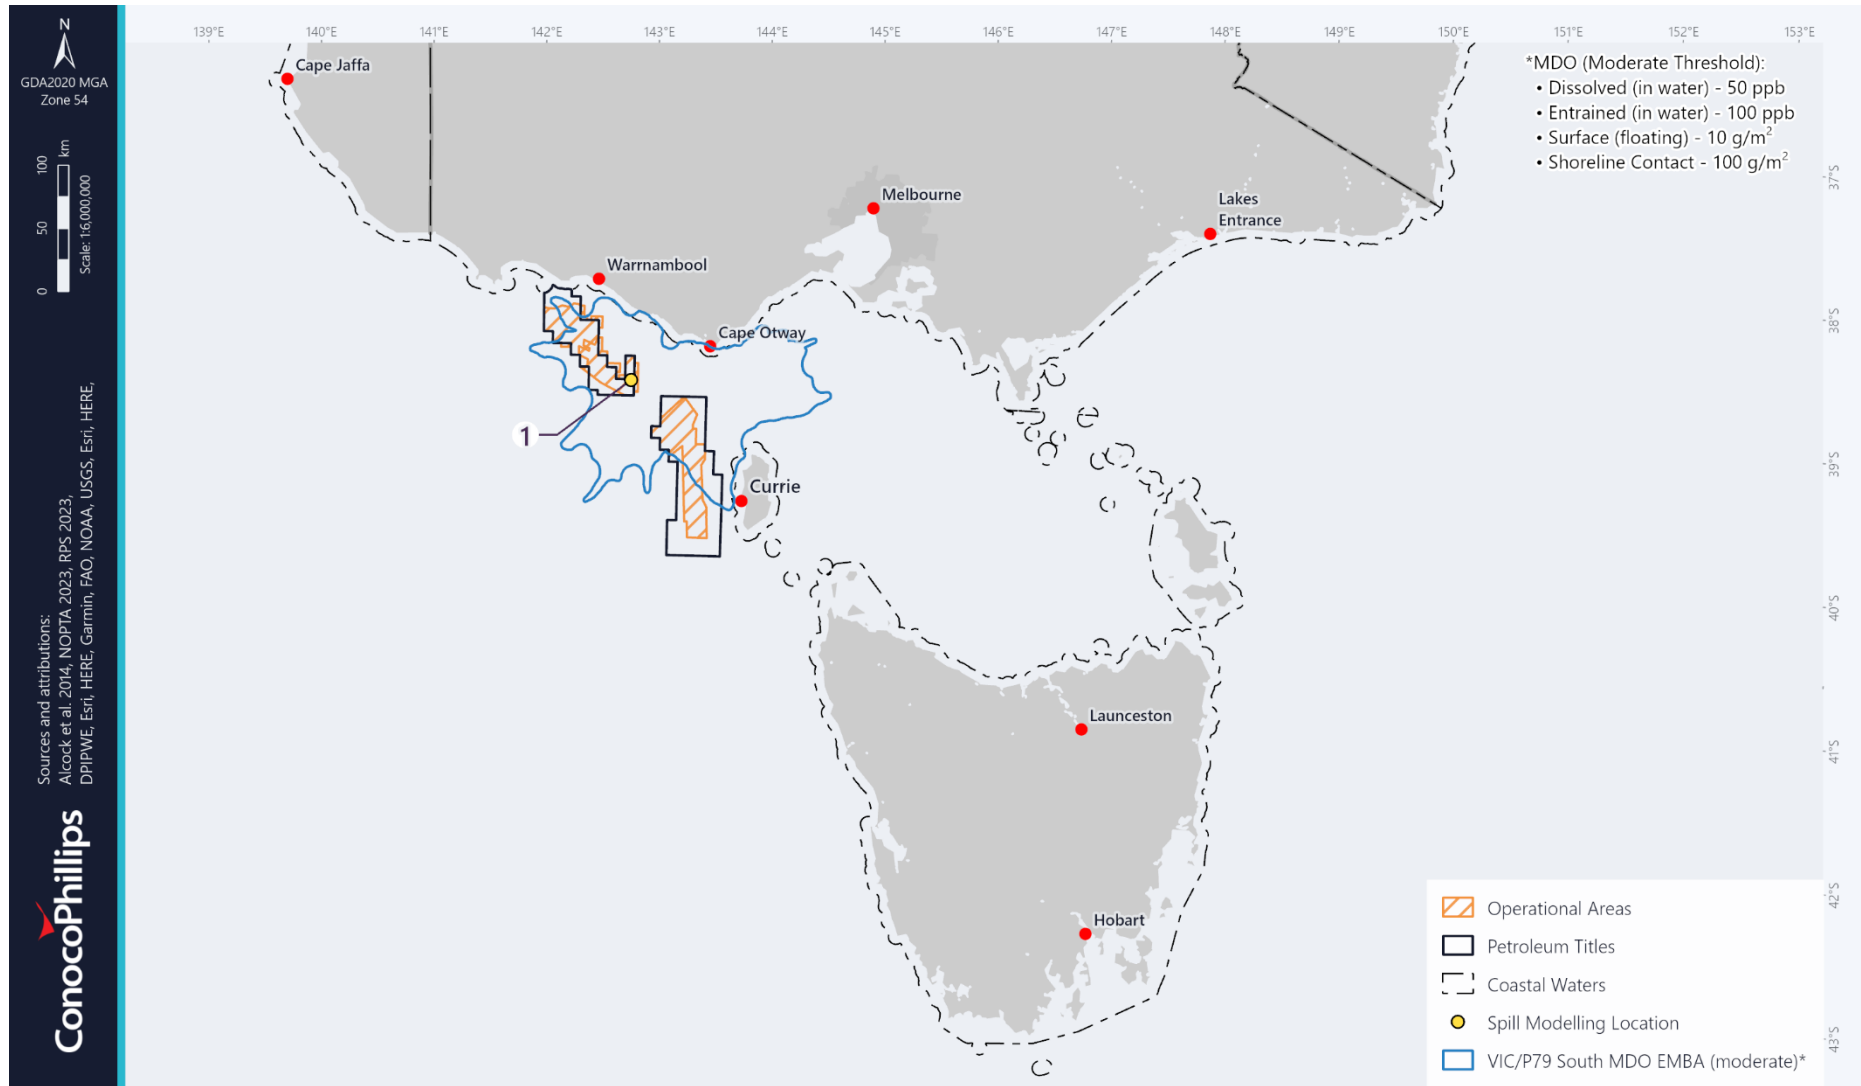 N
GDA2020 MGA
Zone 54
0 50 100 km
Scale: 1:6,000,000
Sources and attributions:
Alcock et al. 2014, NOPTA 2023, RPS 2023,
DPIPWE, Esri, HERE, Garmin, FAO, NOAA, USGS, Esri, HERE,
ConocoPhillips
139°E 140°E 141°E 142°E 143°E 144°E 145°E 146°E 147°E 148°E 149°E 150°E 151°E 152°E 153°E
*MDO (Moderate Threshold):
• Dissolved (in water) - 50 ppb
• Entrained (in water) - 100 ppb
• Surface (floating) - 10 g/m²
• Shoreline Contact - 100 g/m²
Cape Jaffa
Melbourne
Lakes
Entrance
Warrnambool
Cape Otway
1
Currie
Launceston
Hobart
37°S
38°S
39°S
40°S
41°S
42°S
43°S
Operational Areas
Petroleum Titles
Coastal Waters
Spill Modelling Location
VIC/P79 South MDO EMBA (moderate)*